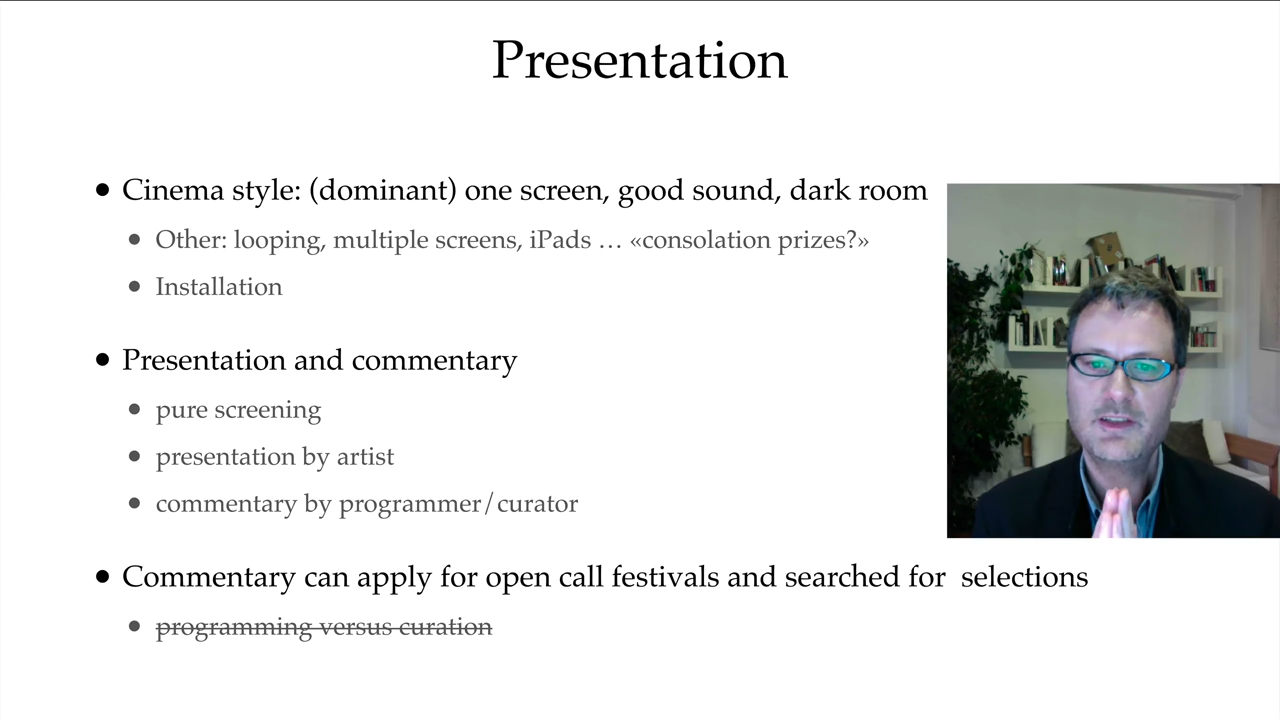 Presentation
• Cinema style: (dominant) one screen, good sound, dark room
• Other: looping, multiple screens, iPads … «consolation prizes?»
• Installation
• Presentation and commentary
• pure screening
• presentation by artist
• commentary by programmer/curator
• Commentary can apply for open call festivals and searched for  selections
• programming versus curation